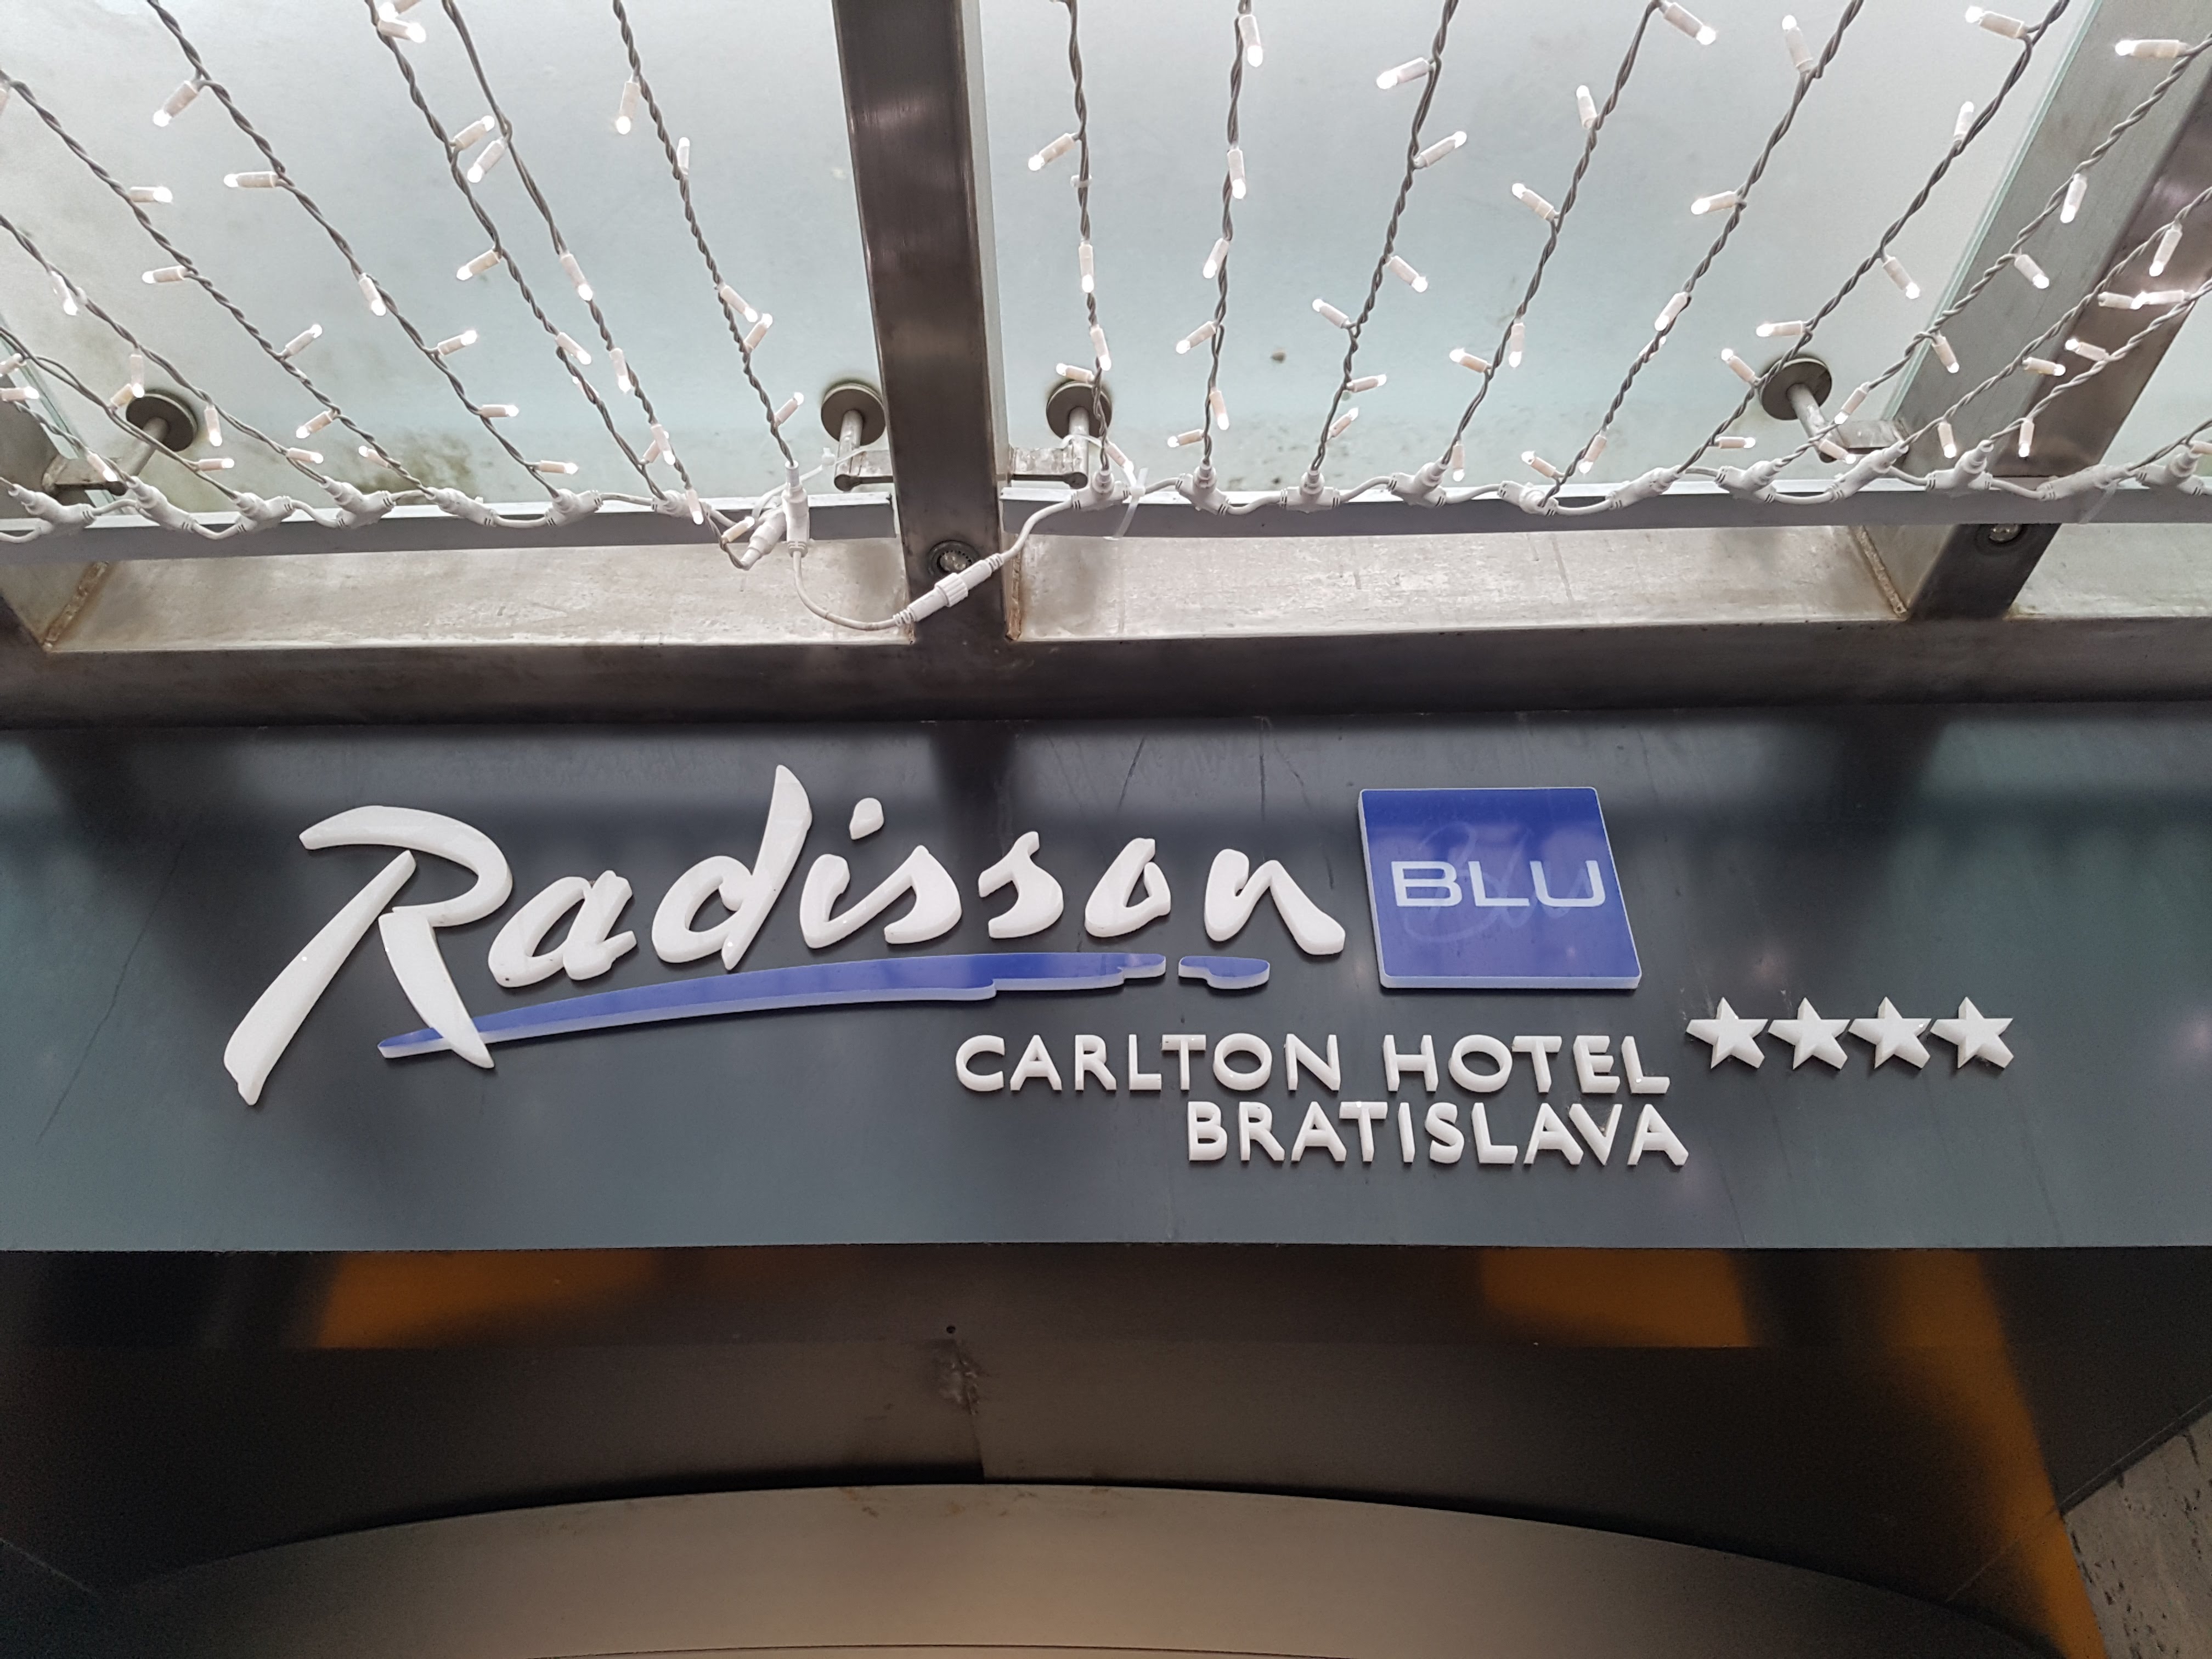 Radisson BLU
CARLTON HOTEL ★★★★
BRATISLAVA